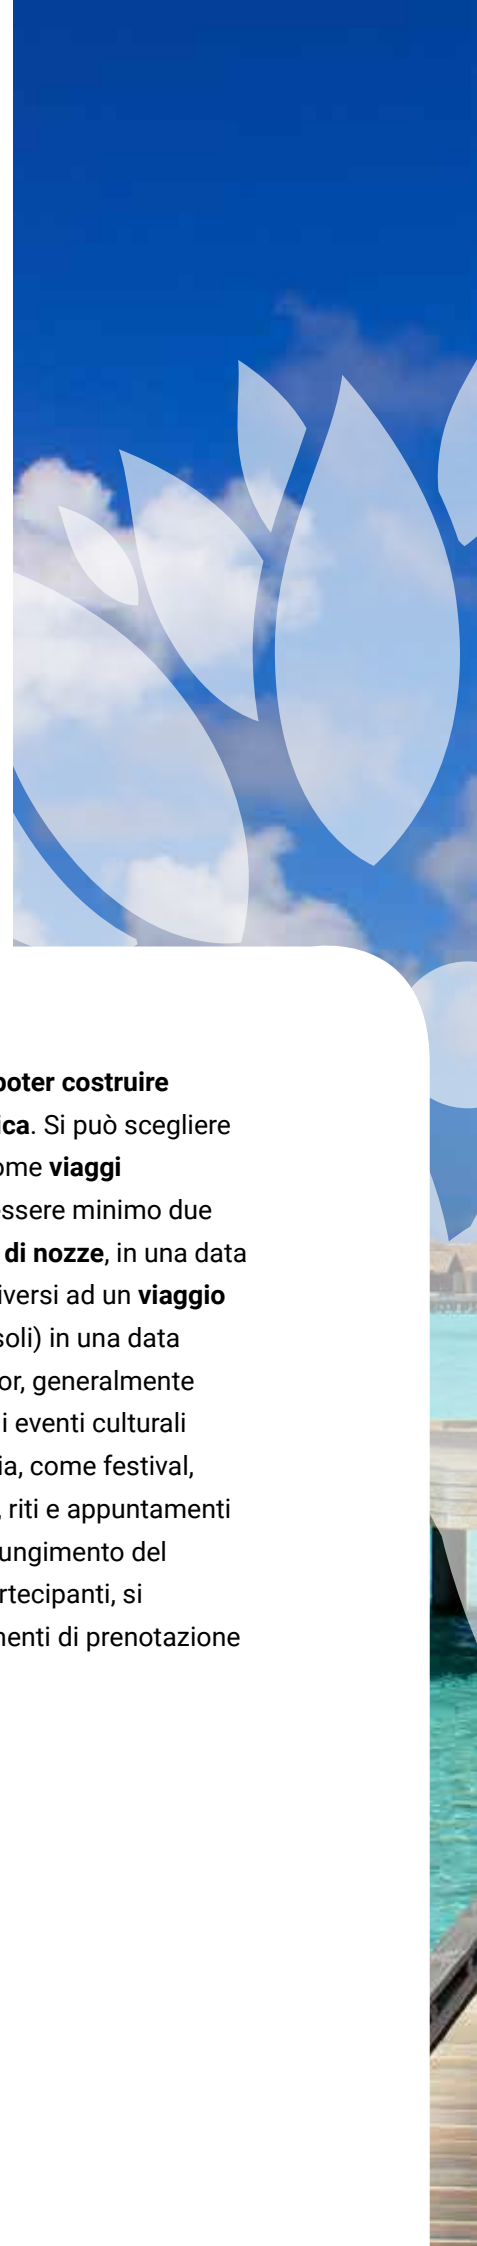 poter costruire
ica. Si può scegliere
ome viaggi
essere minimo due
di nozze, in una data
iversi ad un viaggio
soli) in una data
or, generalmente
i eventi culturali
ia, come festival,
, riti e appuntamenti
iungimento del
rtecipanti, si
menti di prenotazione